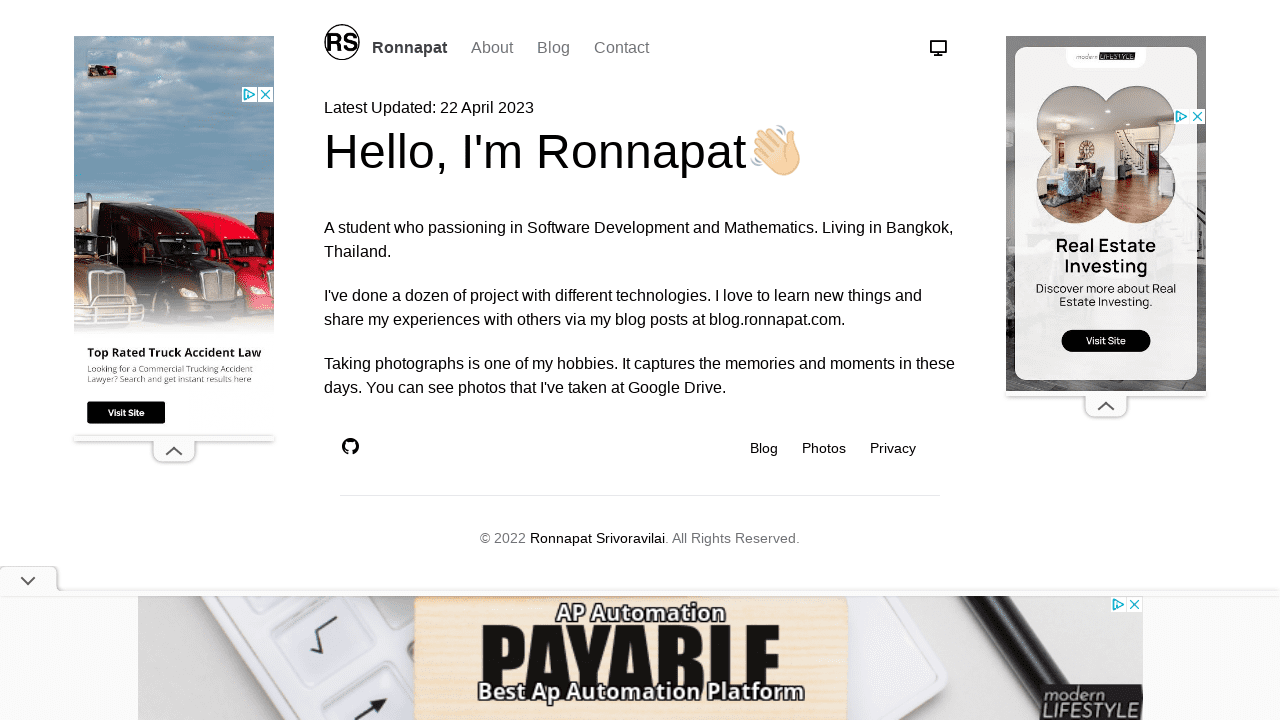 RS Ronnapat About Blog Contact
Latest Updated: 22 April 2023
Hello, I'm Ronnapat
A student who passioning in Software Development and Mathematics. Living in Bangkok,
Thailand.
I've done a dozen of project with different technologies. I love to learn new things and
share my experiences with others via my blog posts at blog.ronnapat.com.
Taking photographs is one of my hobbies. It captures the memories and moments in these
days. You can see photos that I've taken at Google Drive.
Blog Photos Privacy
© 2022 Ronnapat Srivoravilai. All Rights Reserved.
Top Rated Truck Accident Law
Looking for a Commercial Trucking Accident
Lawyer? Search and get instant results here
Visit Site
modern LIFESTYLE
Real Estate
Investing
Discover more about Real
Estate Investing.
Visit Site
AP Automation
PAYABLE
Best Ap Automation Platform
modern
LIFESTYLE